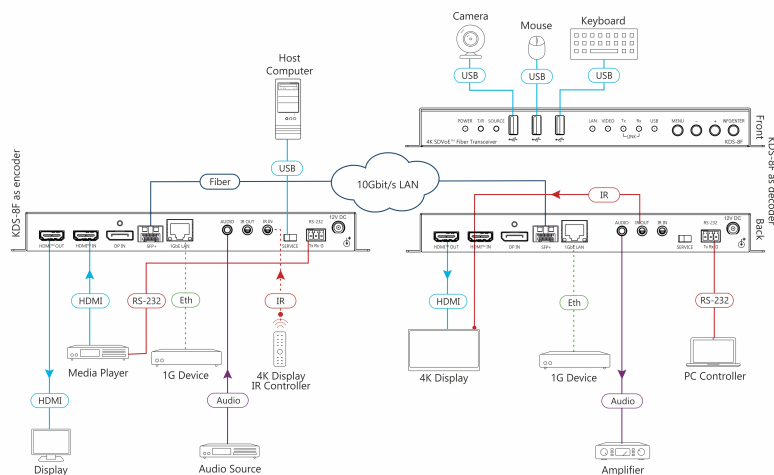 Camera
Mouse
Keyboard
USB
USB
USB
Host
Computer
POWER T/R SOURCE
LAN VIDEO Tx Rx USB
LINK
MENU - + INFO/ENTER
4K SDVoE™ Fiber Transceiver
KDS-8F
Front
KDS-8F as decoder
Back
USB
Fiber
10Gbit/s LAN
IR
KDS-8F as encoder
AUDIO IR OUT IR IN RS-232 12V DC
HDMI™ OUT HDMI™ IN DP IN SFP+ 1GbE LAN SERVICE Tx Rx G
AUDIO IR OUT IR IN RS-232 12V DC
HDMI™ OUT HDMI™ IN DP IN SFP+ 1GbE LAN SERVICE Tx Rx G
HDMI
RS-232
Eth
IR
HDMI
Eth
RS-232
Media Player
1G Device
4K Display
IR Controller
4K Display
1G Device
PC Controller
HDMI
Audio
Audio
Display
Audio Source
Amplifier